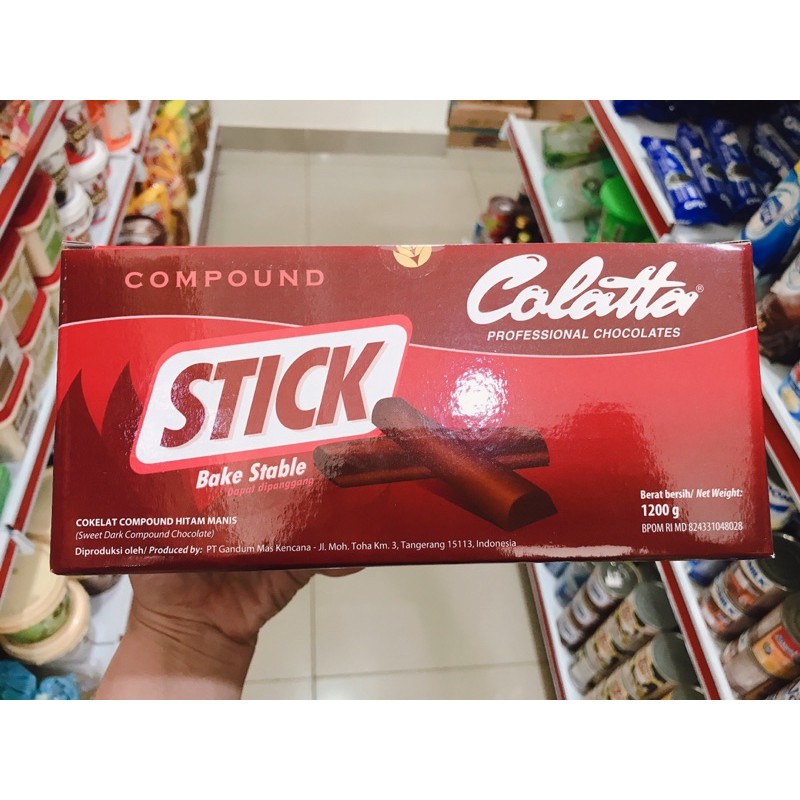 COMPOUND
Colatta®
PROFESSIONAL CHOCOLATES
STICK
Bake Stable
Dapat dipanggang
COKELAT COMPOUND HITAM MANIS
(Sweet Dark Compound Chocolate)
Diproduksi oleh/ Produced by: PT Gandum Mas Kencana - Jl. Moh. Toha Km. 3, Tangerang 15113, Indonesia
Berat bersih/ Net Weight:
1200 g
BPOM RI MD 824331048028